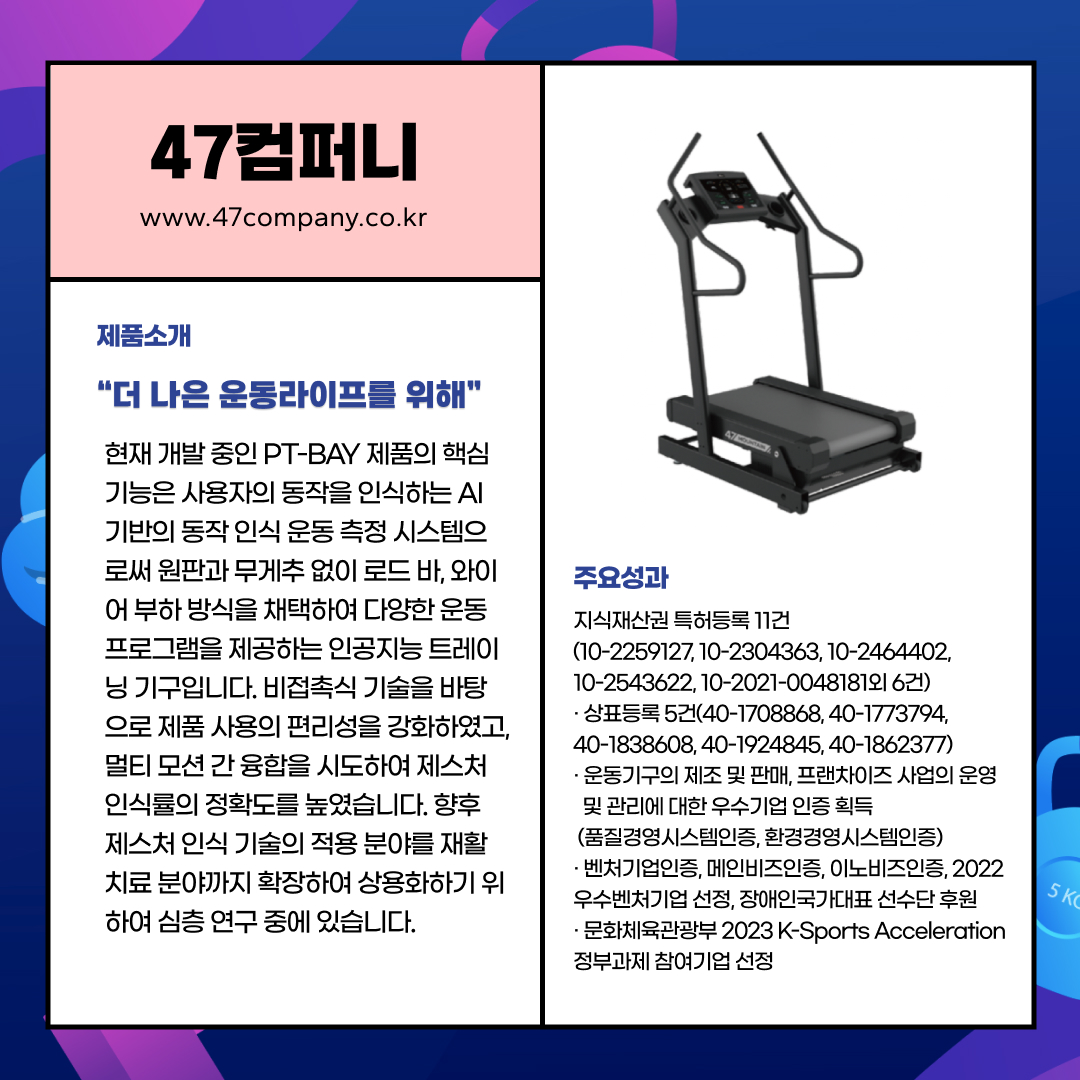 47컴퍼니
www.47company.co.kr
제품소개
“더 나은 운동라이프를 위해"
현재 개발 중인 PT-BAY 제품의 핵심
기능은 사용자의 동작을 인식하는 AI
기반의 동작 인식 운동 측정 시스템으
로써 원판과 무게추 없이 로드 바, 와이
어 부하 방식을 채택하여 다양한 운동
프로그램을 제공하는 인공지능 트레이
닝 기구입니다. 비접촉식 기술을 바탕
으로 제품 사용의 편리성을 강화하였고,
멀티 모션 간 융합을 시도하여 제스처
인식률의 정확도를 높였습니다. 향후
제스처 인식 기술의 적용 분야를 재활
치료 분야까지 확장하여 상용화하기 위
하여 심층 연구 중에 있습니다.
47 MOUNTAIN
주요성과
지식재산권 특허등록 11건
(10-2259127, 10-2304363, 10-2464402,
10-2543622, 10-2021-0048181외 6건)
· 상표등록 5건(40-1708868, 40-1773794,
40-1838608, 40-1924845, 40-1862377)
· 운동기구의 제조 및 판매, 프랜차이즈 사업의 운영
및 관리에 대한 우수기업 인증 획득
(품질경영시스템인증, 환경경영시스템인증)
· 벤처기업인증, 메인비즈인증, 이노비즈인증, 2022
우수벤처기업 선정, 장애인국가대표 선수단 후원
· 문화체육관광부 2023 K-Sports Acceleration
정부과제 참여기업 선정
5 KG